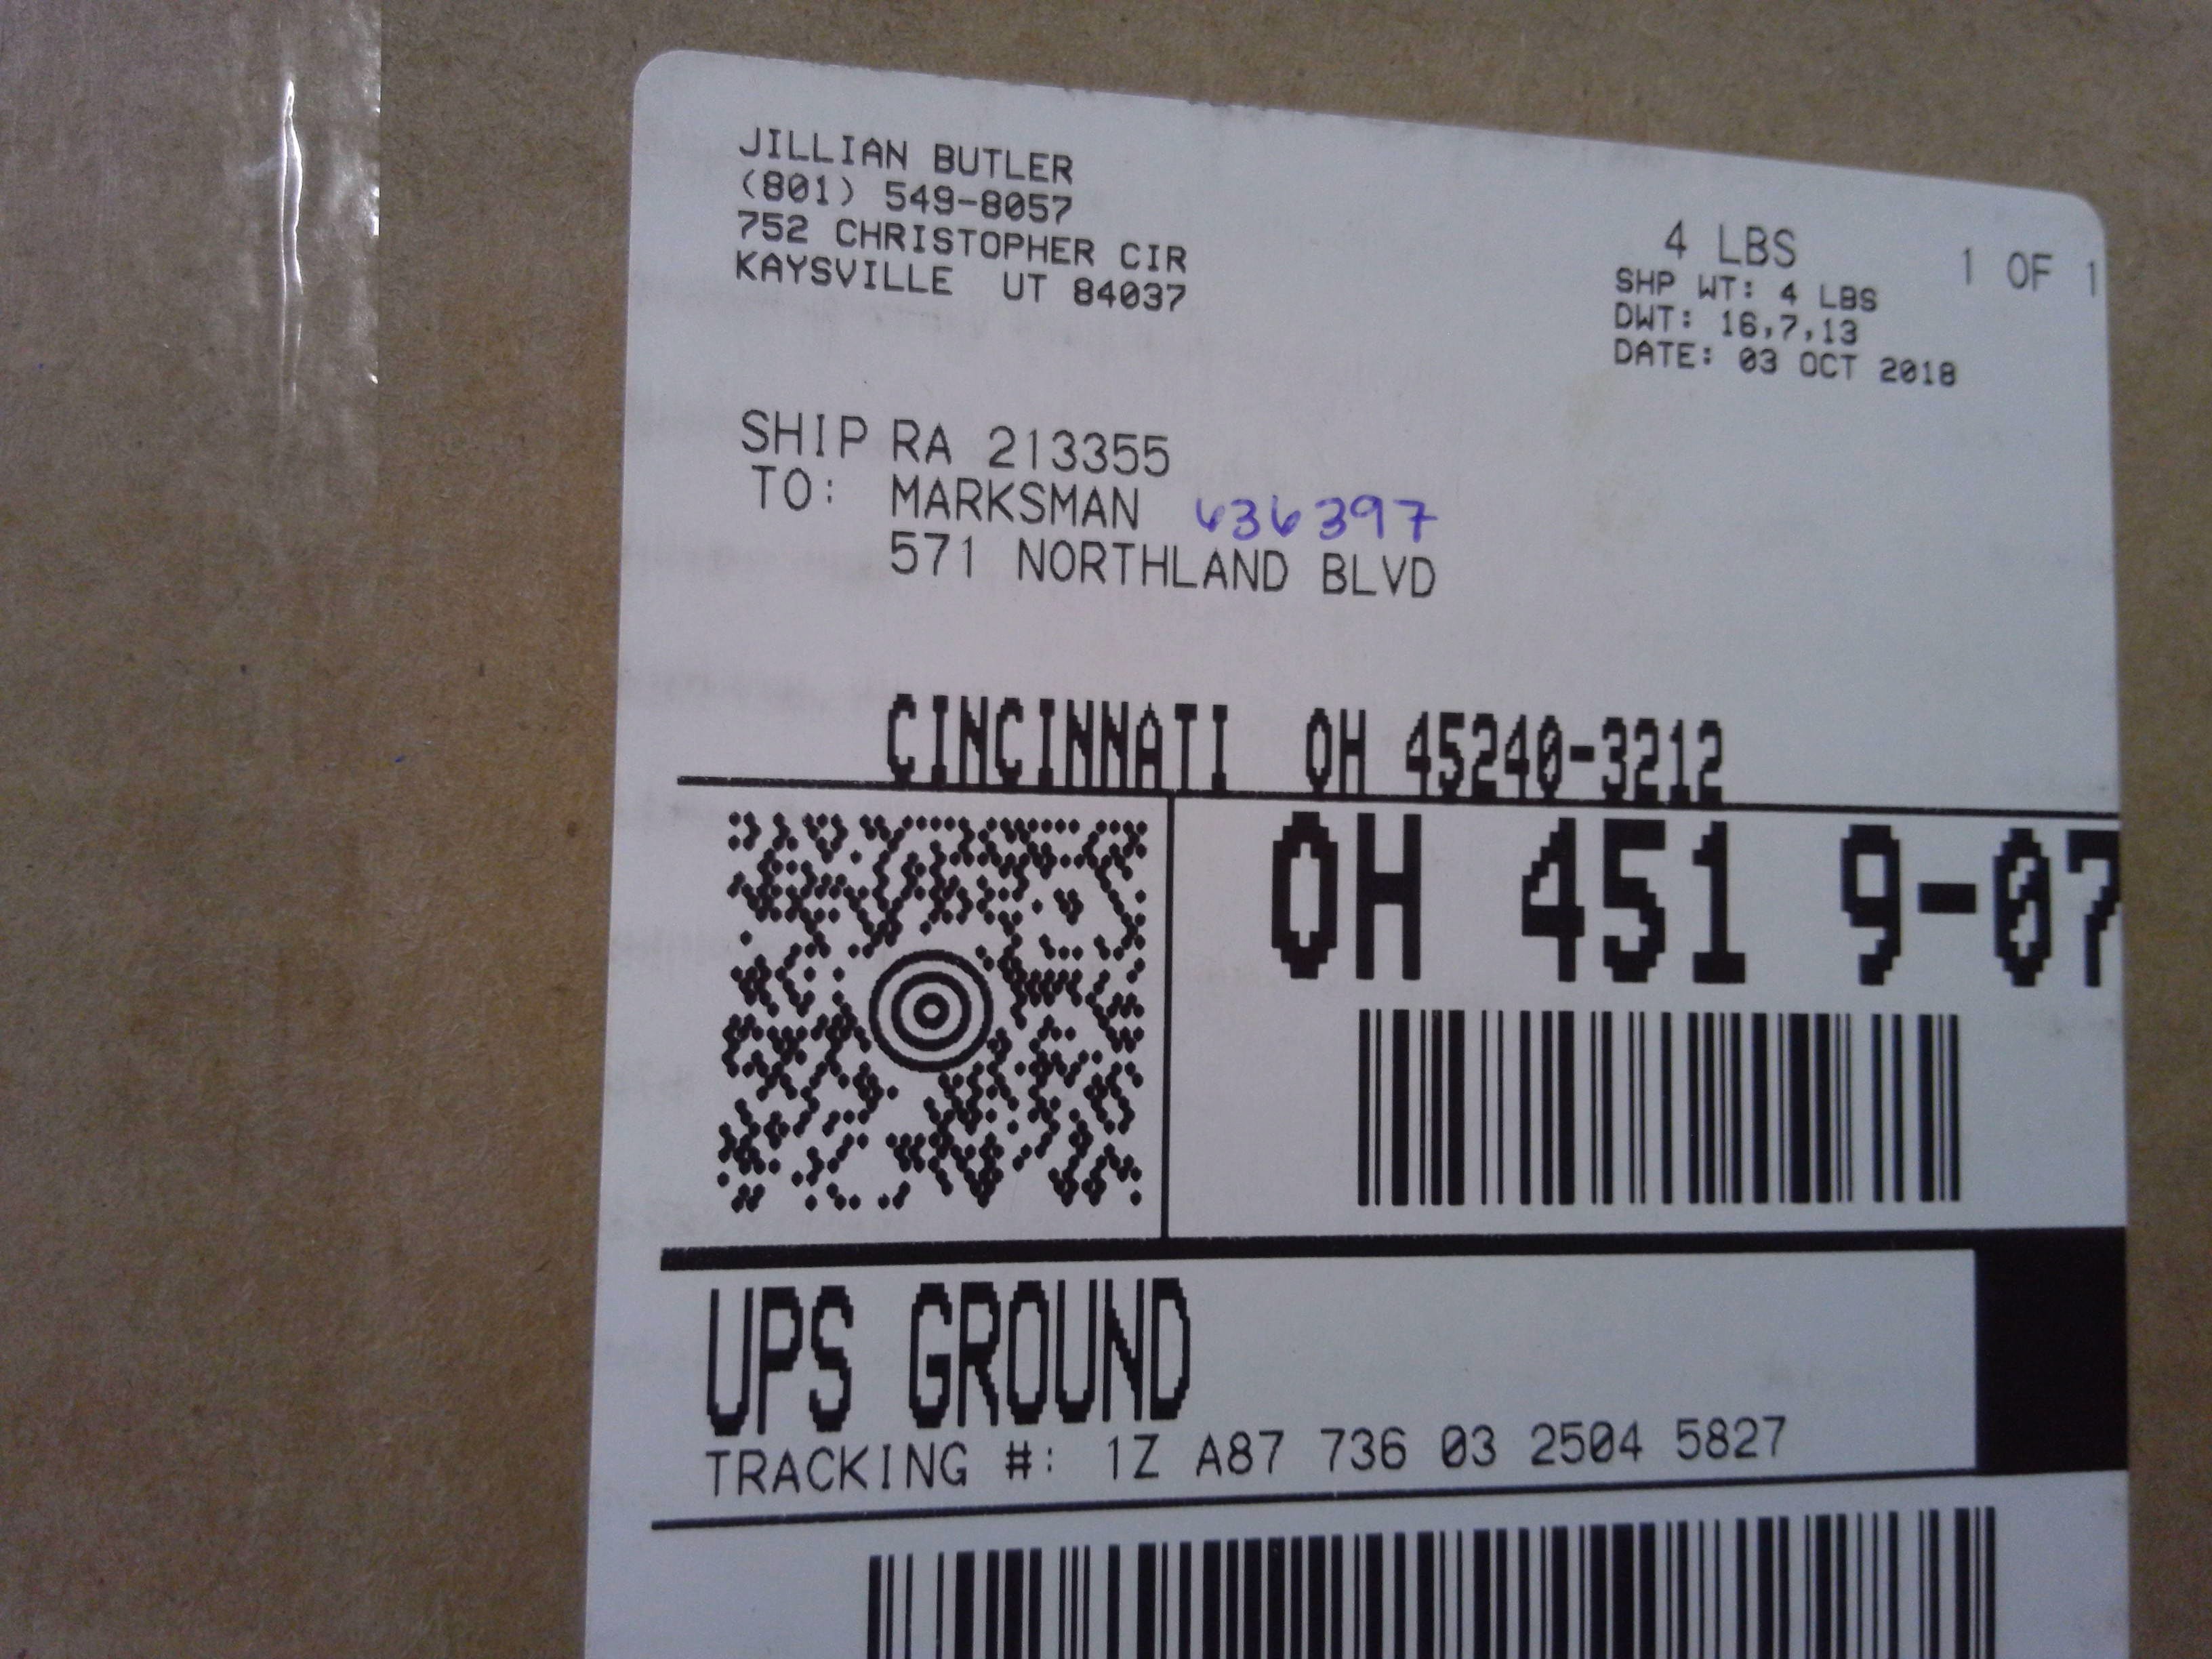 JILLIAN BUTLER
(801) 549-8057
752 CHRISTOPHER CIR
KAYSVILLE UT 84037
4 LBS 1 OF 1
SHP WT: 4 LBS
DWT: 16,7,13
DATE: 03 OCT 2018
SHIP RA 213355
TO: MARKSMAN 636397
571 NORTHLAND BLVD
CINCINNATI OH 45240-3212
OH 451 9-07
UPS GROUND
TRACKING #: 1Z A87 736 03 2504 5827